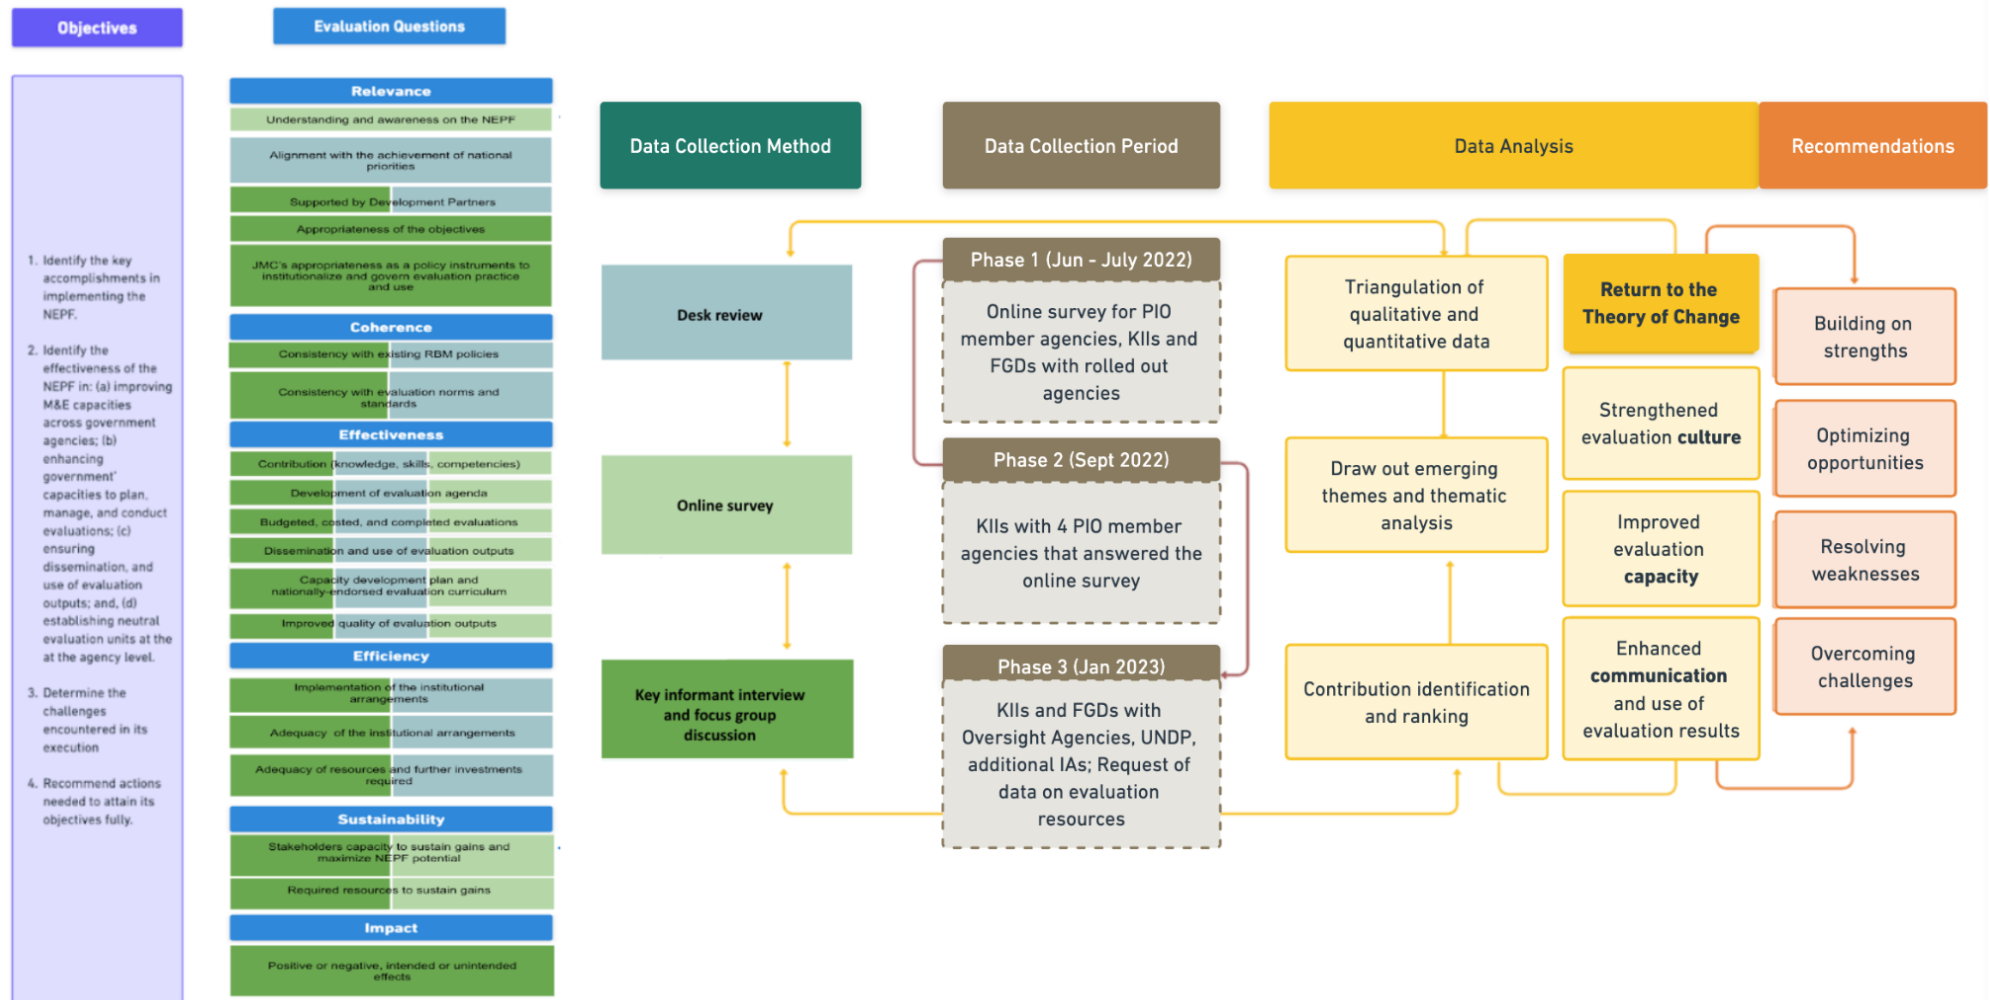 Objectives
1. Identify the key
accomplishments in
implementing the
NEPF.
2. Identify the
effectiveness of the
NEPF in: (a) improving
M&E capacities
across government
agencies; (b)
enhancing
government'
capacities to plan,
manage, and conduct
evaluations; (c)
ensuring
dissemination, and
use of evaluation
outputs; and, (d)
establishing neutral
evaluation units at the
at the agency level.
3. Determine the
challenges
encountered in its
execution
4. Recommend actions
needed to attain its
objectives fully.
Evaluation Questions
Relevance
Understanding and awareness on the NEPF
Alignment with the achievement of national
priorities
Supported by Development Partners
Appropriateness of the objectives
JMC's appropriateness as a policy instruments to
institutionalize and govern evaluation practice
and use
Coherence
Consistency with existing RBM policies
Consistency with evaluation norms and
standards
Effectiveness
Contribution (knowledge, skills, competencies)
Development of evaluation agenda
Budgeted, costed, and completed evaluations
Dissemination and use of evaluation outputs
Capacity development plan and
nationally-endorsed evaluation curriculum
Improved quality of evaluation outputs
Efficiency
Implementation of the institutional
arrangements
Adequacy of the institutional arrangements
Adequacy of resources and further investments
required
Sustainability
Stakeholders capacity to sustain gains and
maximize NEPF potential
Required resources to sustain gains
Impact
Positive or negative, intended or unintended
effects
Data Collection Method
Desk review
Online survey
Key informant interview
and focus group
discussion
Data Collection Period
Phase 1 (Jun - July 2022)
Online survey for PIO
member agencies, KIIs and
FGDs with rolled out
agencies
Phase 2 (Sept 2022)
KIIs with 4 PIO member
agencies that answered the
online survey
Phase 3 (Jan 2023)
KIIs and FGDs with
Oversight Agencies, UNDP,
additional IAs; Request of
data on evaluation
resources
Data Analysis
Triangulation of
qualitative and
quantitative data
Draw out emerging
themes and thematic
analysis
Contribution identification
and ranking
Return to the
Theory of Change
Strengthened
evaluation culture
Improved
evaluation
capacity
Enhanced
communication
and use of
evaluation results
Recommendations
Building on
strengths
Optimizing
opportunities
Resolving
weaknesses
Overcoming
challenges